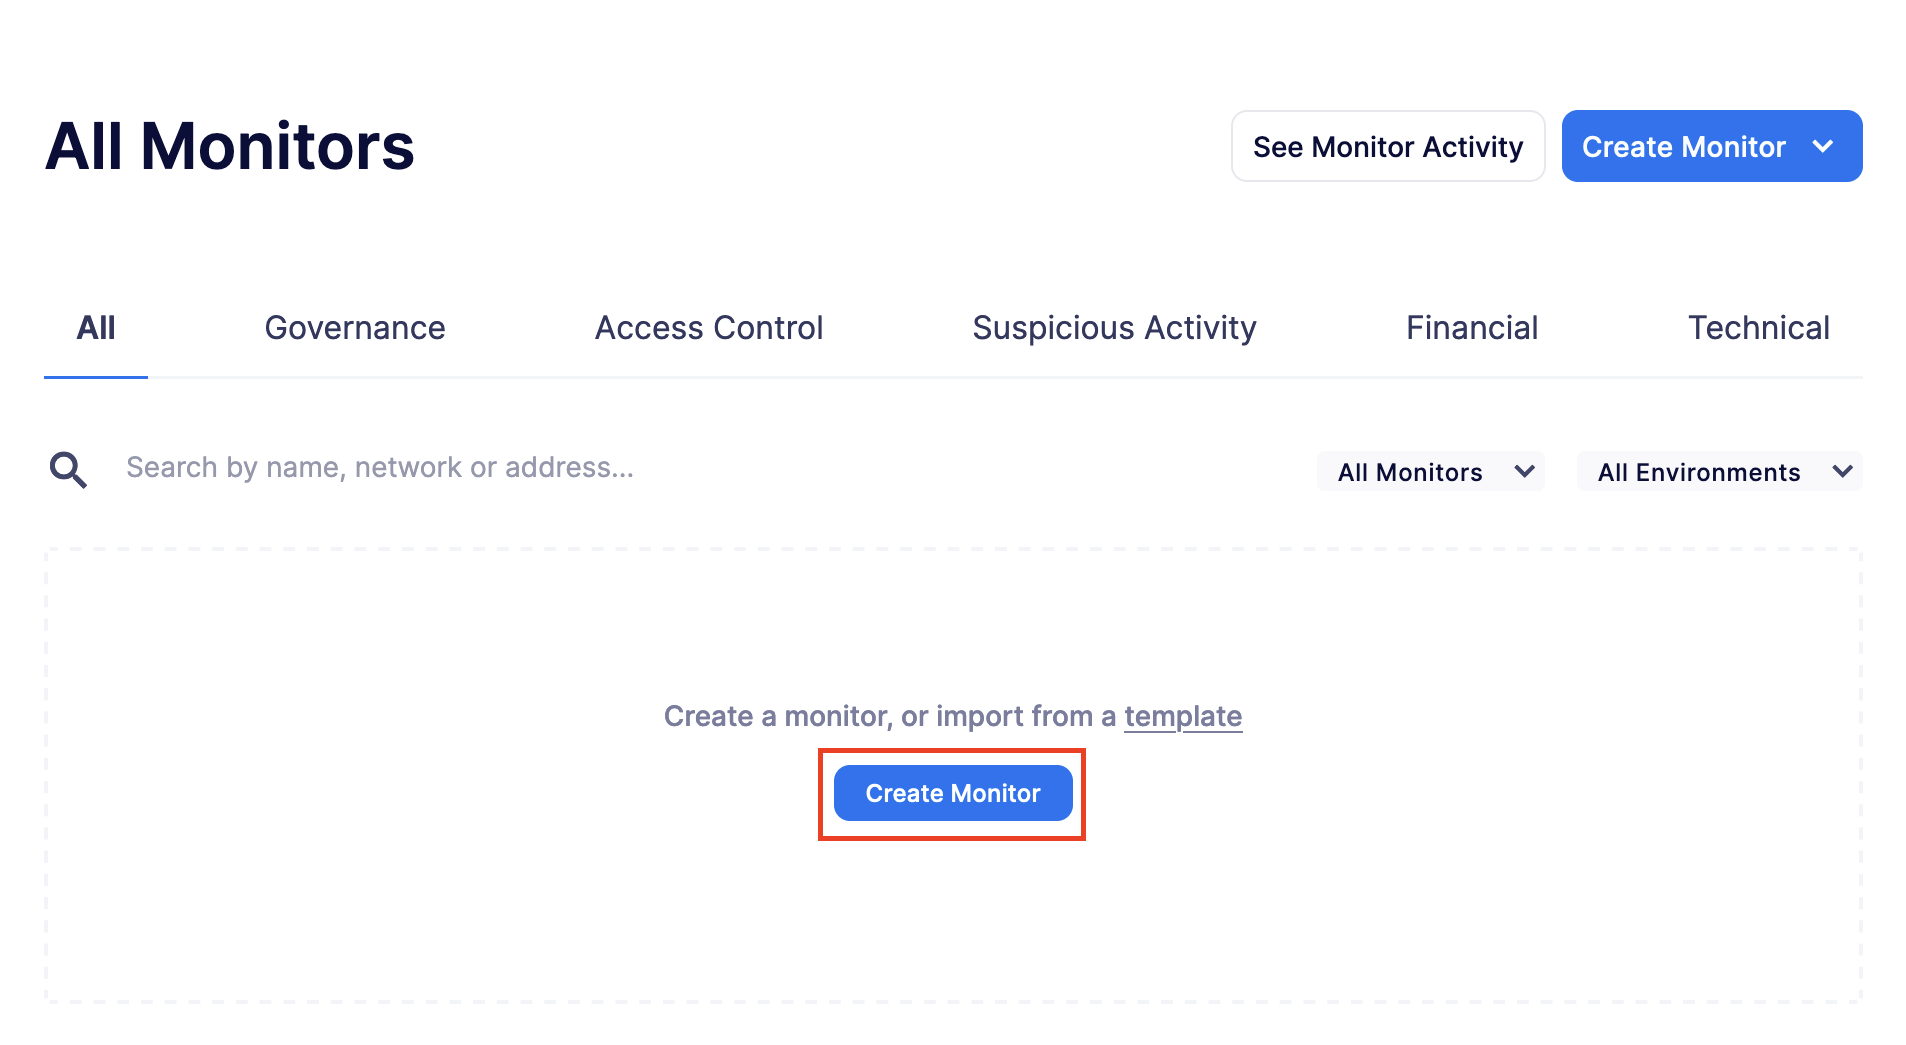 All Monitors
See Monitor Activity
Create Monitor
All
Governance
Access Control
Suspicious Activity
Financial
Technical
Search by name, network or address...
All Monitors
All Environments
Create a monitor, or import from a template
Create Monitor